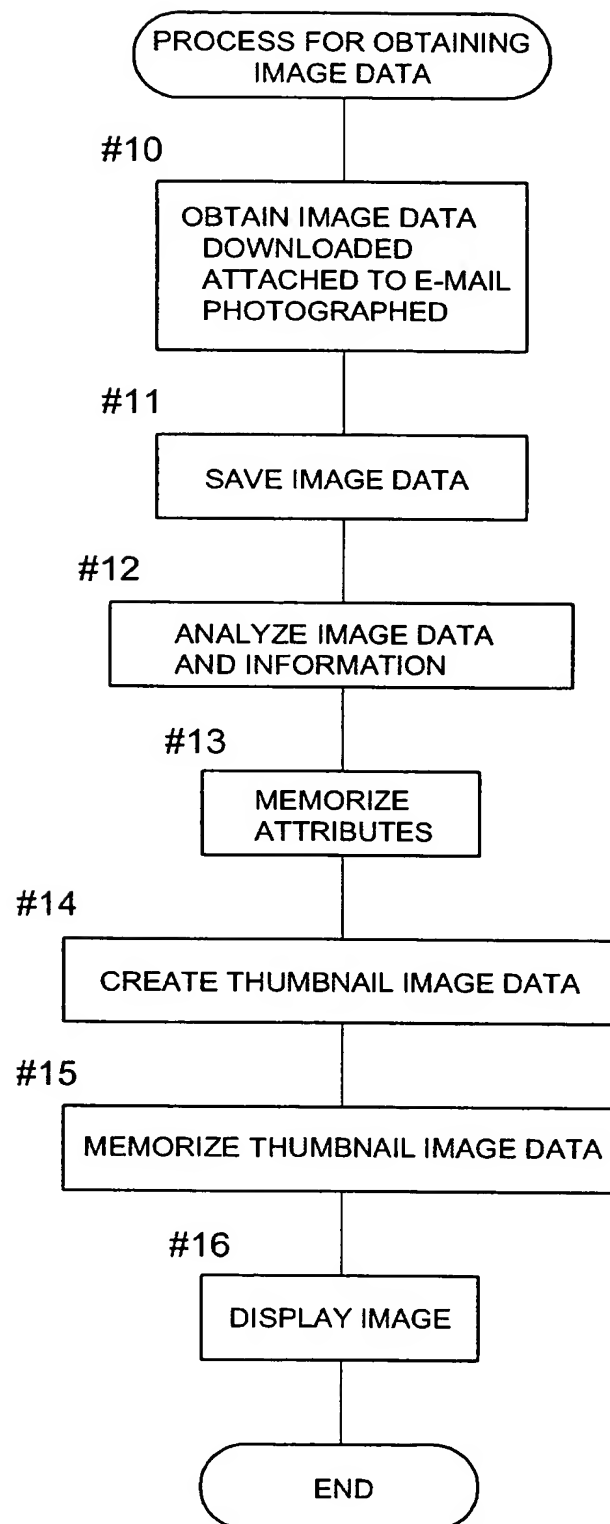 PROCESS FOR OBTAINING
IMAGE DATA
#10
OBTAIN IMAGE DATA
DOWNLOADED
ATTACHED TO E-MAIL
PHOTOGRAPHED
#11
SAVE IMAGE DATA
#12
ANALYZE IMAGE DATA
AND INFORMATION
#13
MEMORIZE
ATTRIBUTES
#14
CREATE THUMBNAIL IMAGE DATA
#15
MEMORIZE THUMBNAIL IMAGE DATA
#16
DISPLAY IMAGE
END